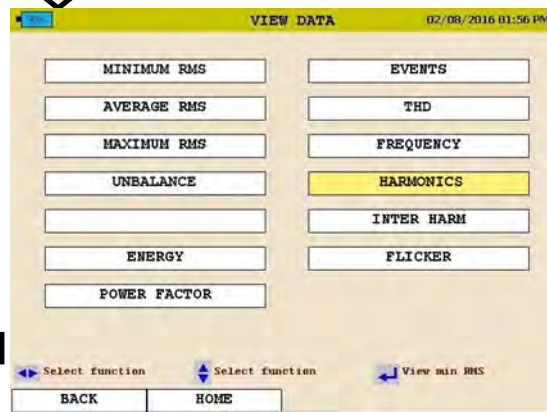 VIEW DATA 02/08/2016 01:56 PM
MINIMUM RMS EVENTS
AVERAGE RMS THD
MAXIMUM RMS FREQUENCY
UNBALANCE HARMONICS
INTER HARM
ENERGY FLICKER
POWER FACTOR
Select function Select function View min RMS
BACK HOME